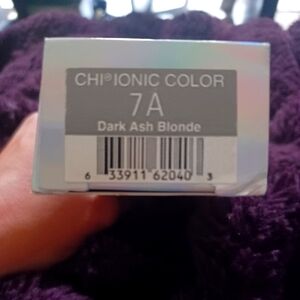 CHI® IONIC COLOR
7A
Dark Ash Blonde
6 33911 62040 3